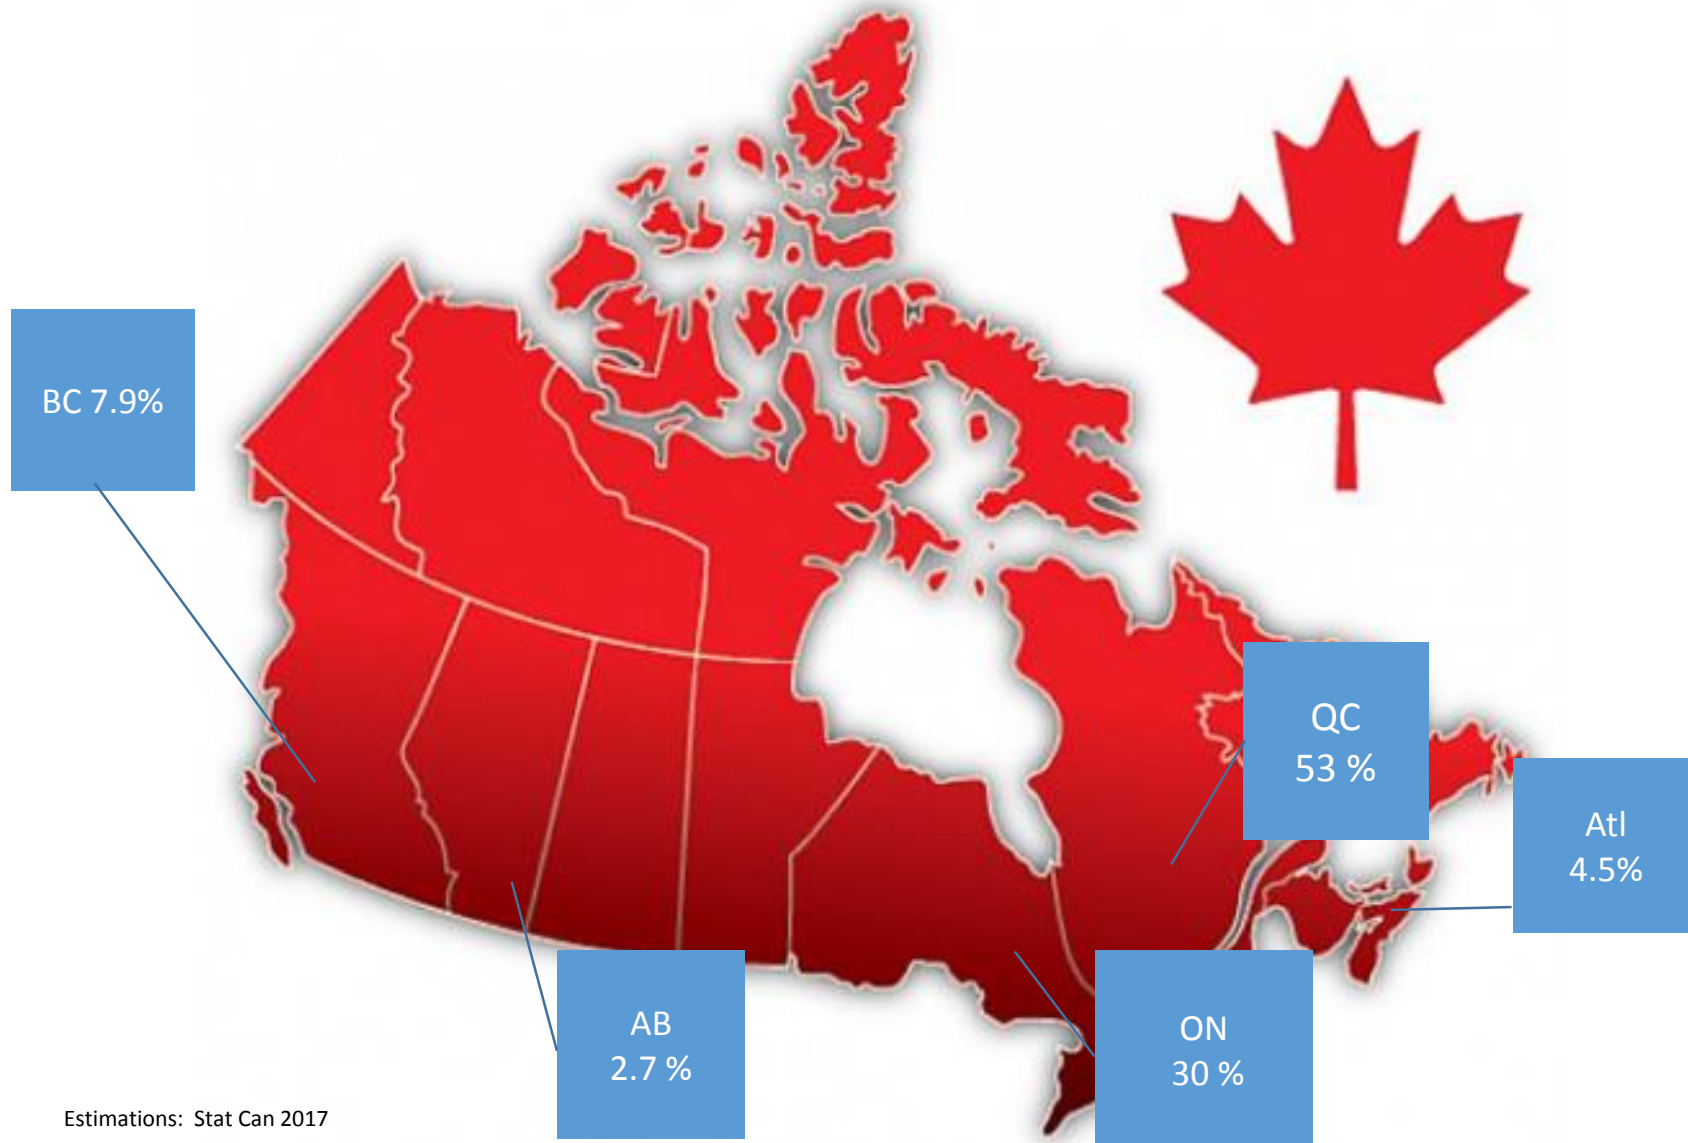 BC 7.9%
QC
53 %
Atl
4.5%
AB
2.7 %
ON
30 %
Estimations:  Stat Can 2017